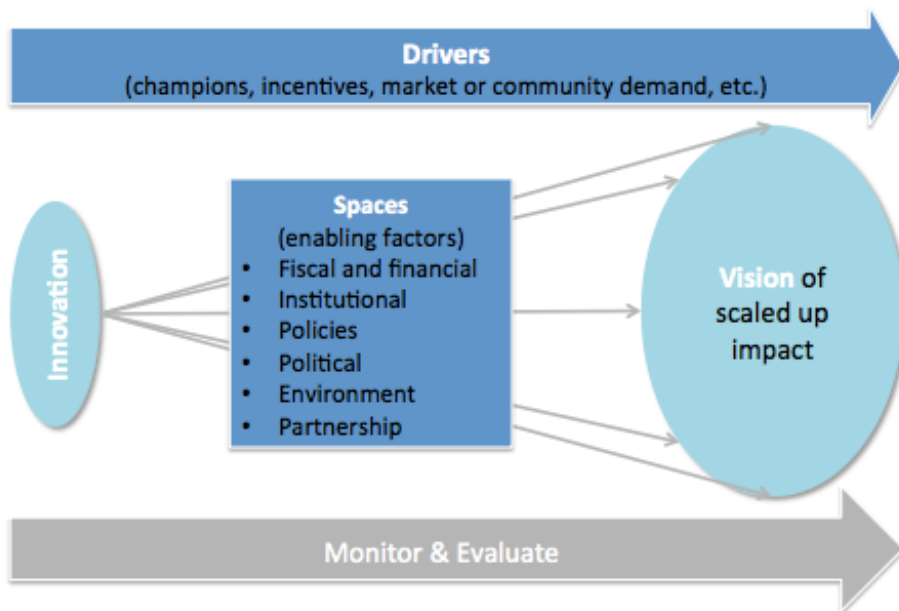 Drivers
(champions, incentives, market or community demand, etc.)
Innovation
Spaces
(enabling factors)
• Fiscal and financial
• Institutional
• Policies
• Political
• Environment
• Partnership
Vision of
scaled up
impact
Monitor & Evaluate